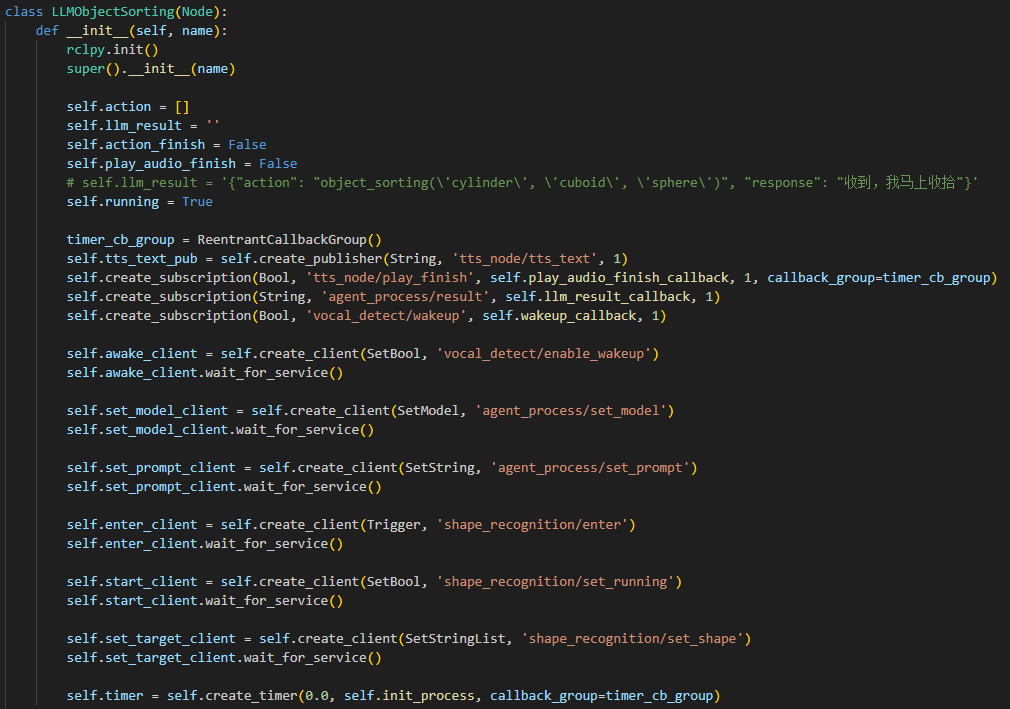 class LLMObjectSorting(Node):
    def __init__(self, name):
        rclpy.init()
        super().__init__(name)

        self.action = []
        self.llm_result = ''
        self.action_finish = False
        self.play_audio_finish = False
        # self.llm_result = '{"action": "object_sorting(\'cylinder\', \'cuboid\', \'sphere\')", "response": "收到，我马上收拾"}'
        self.running = True

        timer_cb_group = ReentrantCallbackGroup()
        self.tts_text_pub = self.create_publisher(String, 'tts_node/tts_text', 1)
        self.create_subscription(Bool, 'tts_node/play_finish', self.play_audio_finish_callback, 1, callback_group=timer_cb_group)
        self.create_subscription(String, 'agent_process/result', self.llm_result_callback, 1)
        self.create_subscription(Bool, 'vocal_detect/wakeup', self.wakeup_callback, 1)

        self.awake_client = self.create_client(SetBool, 'vocal_detect/enable_wakeup')
        self.awake_client.wait_for_service()

        self.set_model_client = self.create_client(SetModel, 'agent_process/set_model')
        self.set_model_client.wait_for_service()

        self.set_prompt_client = self.create_client(SetString, 'agent_process/set_prompt')
        self.set_prompt_client.wait_for_service()

        self.enter_client = self.create_client(Trigger, 'shape_recognition/enter')
        self.enter_client.wait_for_service()

        self.start_client = self.create_client(SetBool, 'shape_recognition/set_running')
        self.start_client.wait_for_service()

        self.set_target_client = self.create_client(SetStringList, 'shape_recognition/set_shape')
        self.set_target_client.wait_for_service()

        self.timer = self.create_timer(0.0, self.init_process, callback_group=timer_cb_group)